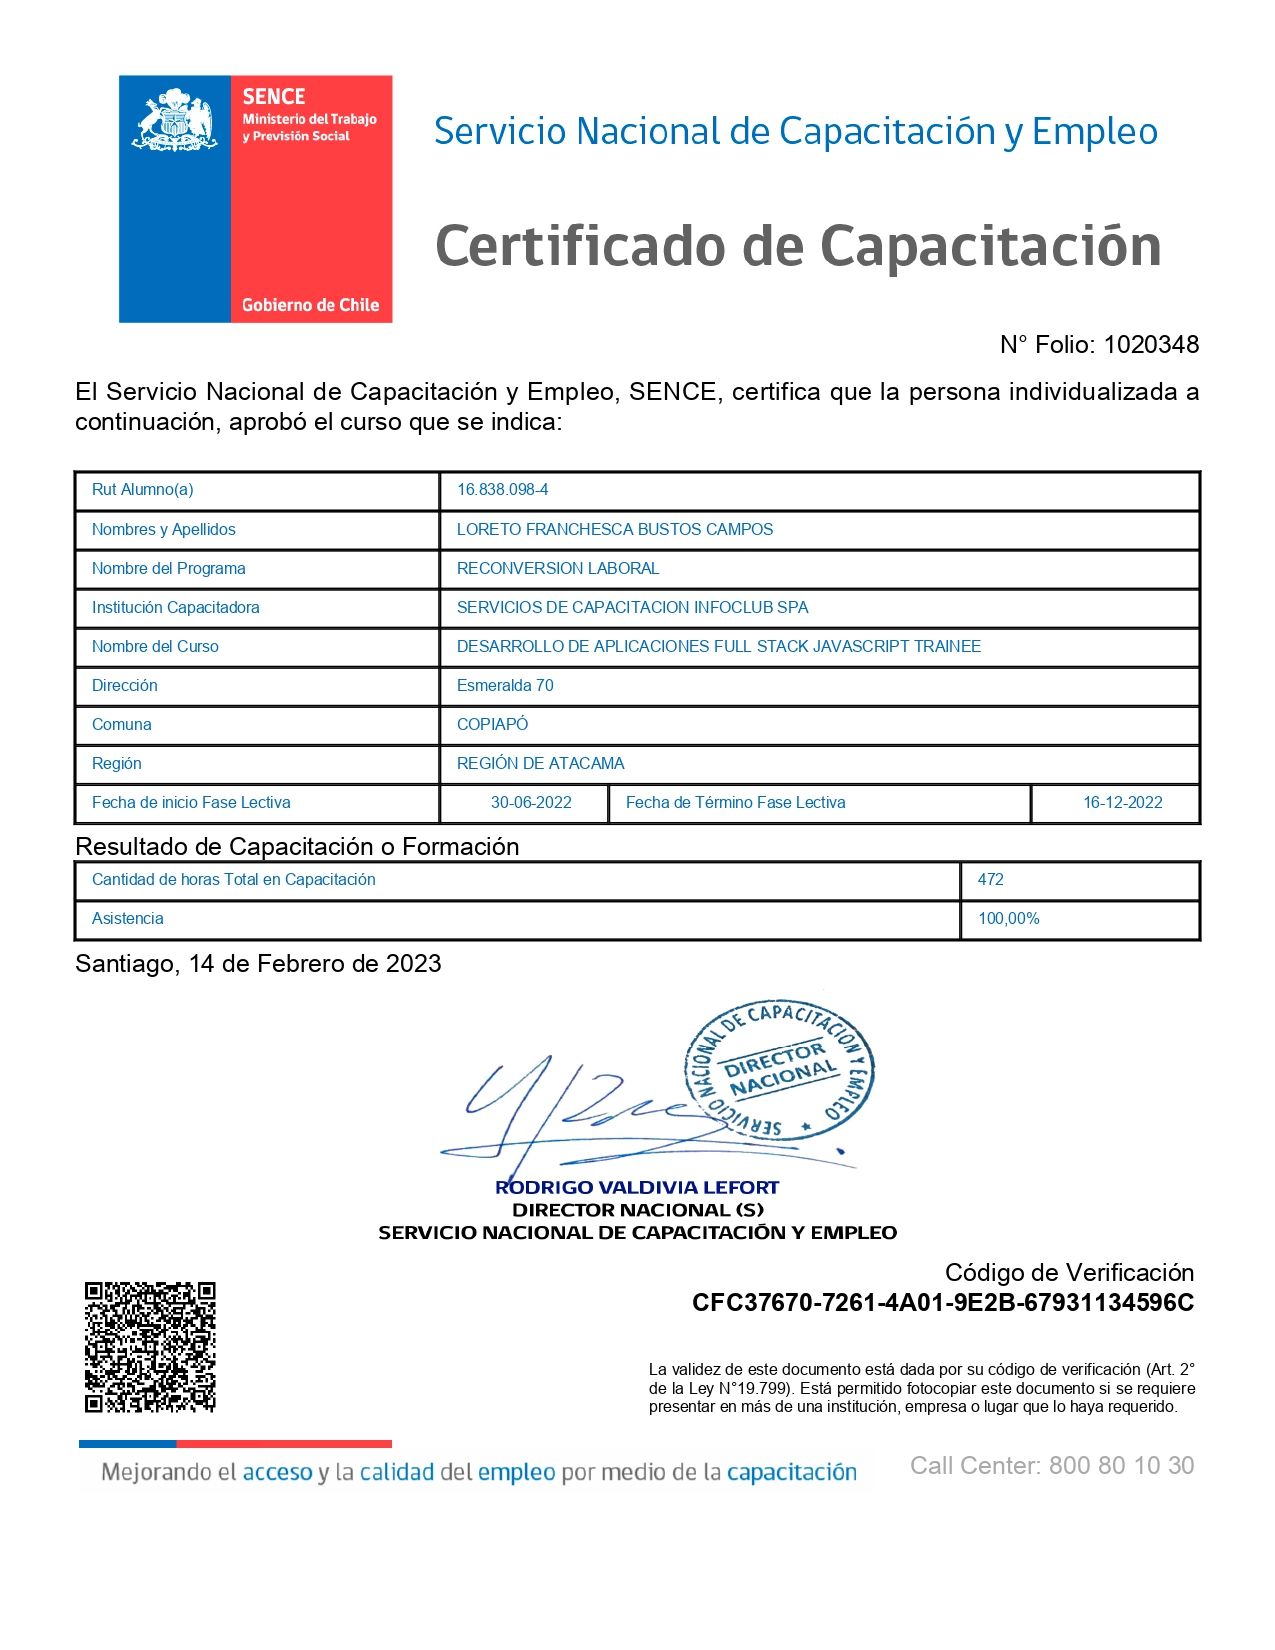 SENCE
Ministerio del Trabajo
y Previsión Social
Gobierno de Chile
Servicio Nacional de Capacitación y Empleo
Certificado de Capacitación
N° Folio: 1020348
El Servicio Nacional de Capacitación y Empleo, SENCE, certifica que la persona individualizada a
continuación, aprobó el curso que se indica:
Rut Alumno(a) 16.838.098-4
Nombres y Apellidos LORETO FRANCHESCA BUSTOS CAMPOS
Nombre del Programa RECONVERSION LABORAL
Institución Capacitadora SERVICIOS DE CAPACITACION INFOCLUB SPA
Nombre del Curso DESARROLLO DE APLICACIONES FULL STACK JAVASCRIPT TRAINEE
Dirección Esmeralda 70
Comuna COPIAPÓ
Región REGIÓN DE ATACAMA
Fecha de inicio Fase Lectiva 30-06-2022 Fecha de Término Fase Lectiva 16-12-2022
Resultado de Capacitación o Formación
Cantidad de horas Total en Capacitación 472
Asistencia 100,00%
Santiago, 14 de Febrero de 2023
SERVICIO NACIONAL DE CAPACITACION Y EMPLEO
DIRECTOR
NACIONAL
RODRIGO VALDIVIA LEFORT
DIRECTOR NACIONAL (S)
SERVICIO NACIONAL DE CAPACITACIÓN Y EMPLEO
Código de Verificación
CFC37670-7261-4A01-9E2B-67931134596C
La validez de este documento está dada por su código de verificación (Art. 2°
de la Ley N°19.799). Está permitido fotocopiar este documento si se requiere
presentar en más de una institución, empresa o lugar que lo haya requerido.
Mejorando el acceso y la calidad del empleo por medio de la capacitación
Call Center: 800 80 10 30